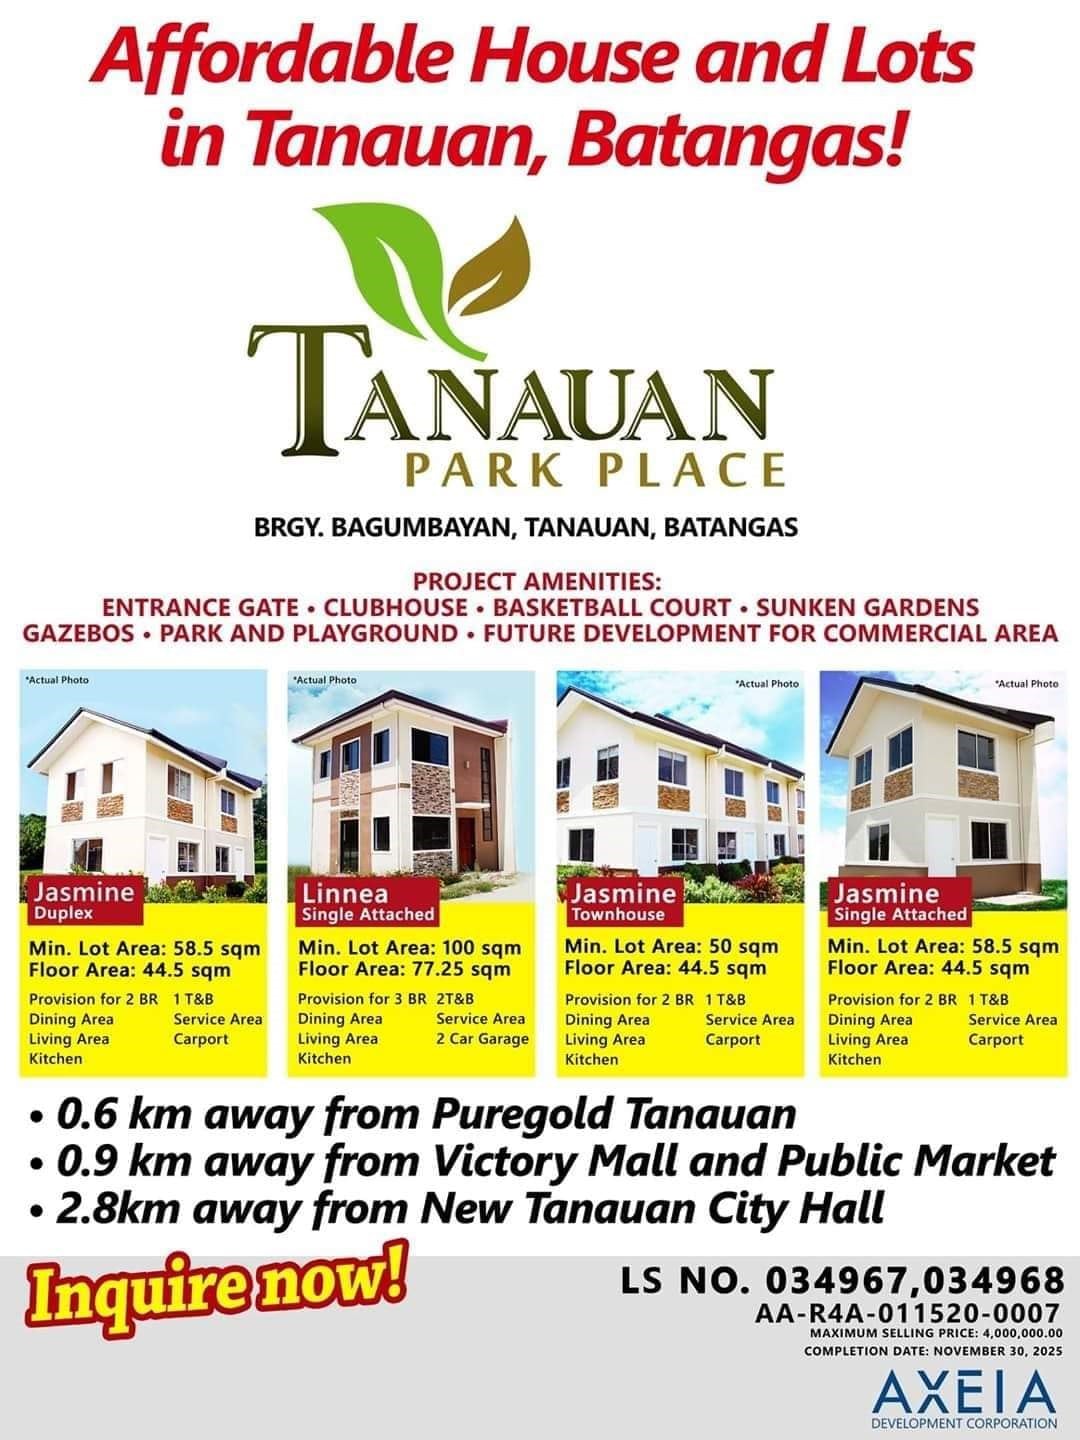 Affordable House and Lots
in Tanauan, Batangas!
TANAUAN
PARK PLACE
BRGY. BAGUMBAYAN, TANAUAN, BATANGAS
PROJECT AMENITIES:
ENTRANCE GATE • CLUBHOUSE • BASKETBALL COURT • SUNKEN GARDENS
GAZEBOS • PARK AND PLAYGROUND • FUTURE DEVELOPMENT FOR COMMERCIAL AREA
*Actual Photo
Jasmine
Duplex
Min. Lot Area: 58.5 sqm
Floor Area: 44.5 sqm
Provision for 2 BR 1 T&B
Dining Area Service Area
Living Area Carport
Kitchen
*Actual Photo
Linnea
Single Attached
Min. Lot Area: 100 sqm
Floor Area: 77.25 sqm
Provision for 3 BR 2T&B
Dining Area Service Area
Living Area 2 Car Garage
Kitchen
*Actual Photo
Jasmine
Townhouse
Min. Lot Area: 50 sqm
Floor Area: 44.5 sqm
Provision for 2 BR 1 T&B
Dining Area Service Area
Living Area Carport
Kitchen
*Actual Photo
Jasmine
Single Attached
Min. Lot Area: 58.5 sqm
Floor Area: 44.5 sqm
Provision for 2 BR 1 T&B
Dining Area Service Area
Living Area Carport
Kitchen
• 0.6 km away from Puregold Tanauan
• 0.9 km away from Victory Mall and Public Market
• 2.8km away from New Tanauan City Hall
Inquire now!
LS NO. 034967,034968
AA-R4A-011520-0007
MAXIMUM SELLING PRICE: 4,000,000.00
COMPLETION DATE: NOVEMBER 30, 2025
AXEIA
DEVELOPMENT CORPORATION